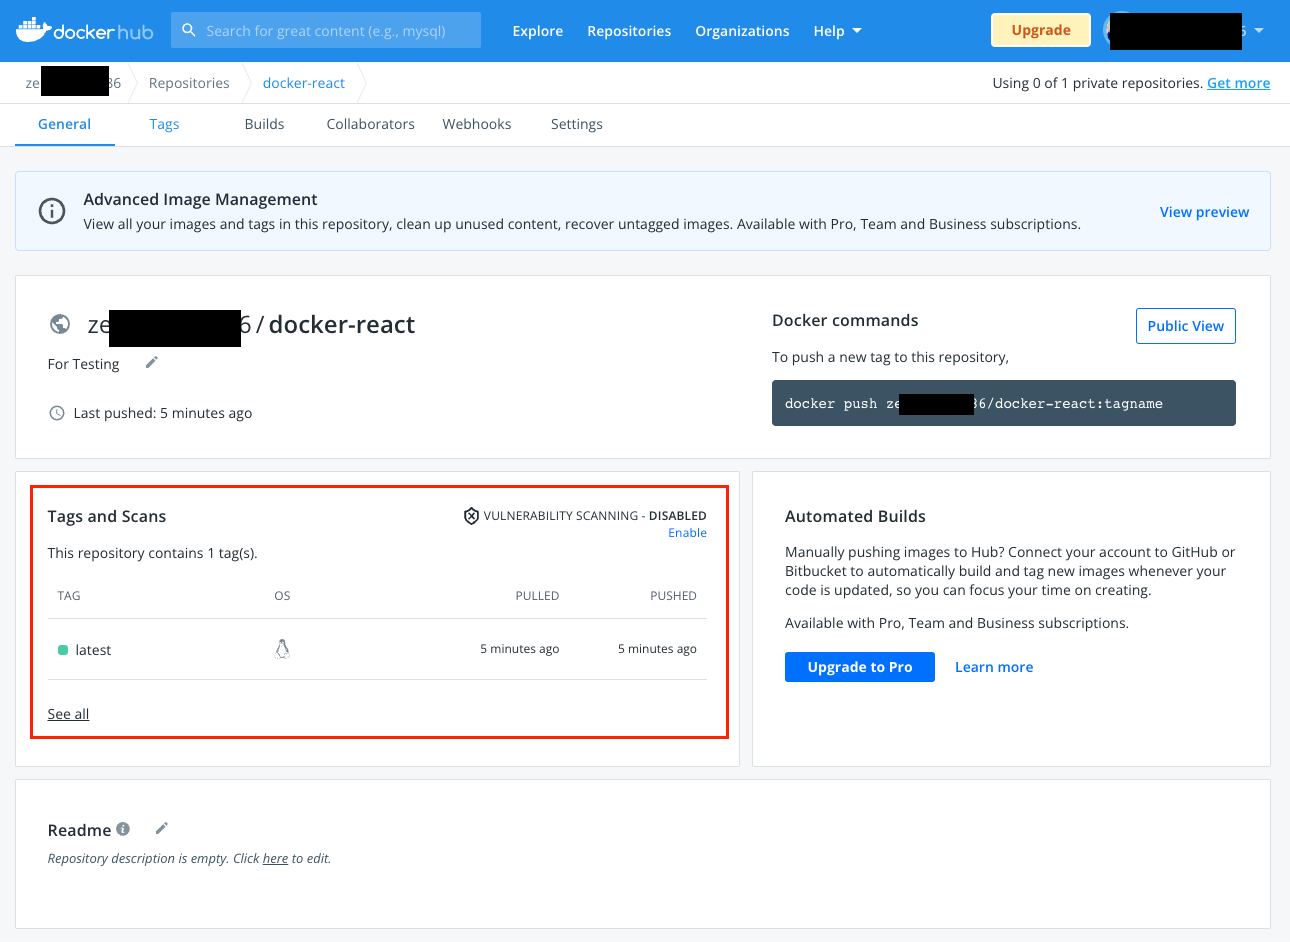 docker hub
Search for great content (e.g., mysql)
Explore Repositories Organizations Help
Upgrade
6
ze 36 Repositories docker-react
Using 0 of 1 private repositories. Get more
General Tags Builds Collaborators Webhooks Settings
Advanced Image Management
View all your images and tags in this repository, clean up unused content, recover untagged images. Available with Pro, Team and Business subscriptions.
View preview
ze 6 / docker-react
For Testing
Last pushed: 5 minutes ago
Docker commands
Public View
To push a new tag to this repository,
docker push ze 36/docker-react:tagname
Tags and Scans
VULNERABILITY SCANNING - DISABLED
Enable
This repository contains 1 tag(s).
TAG OS PULLED PUSHED
latest 5 minutes ago 5 minutes ago
See all
Automated Builds
Manually pushing images to Hub? Connect your account to GitHub or
Bitbucket to automatically build and tag new images whenever your
code is updated, so you can focus your time on creating.
Available with Pro, Team and Business subscriptions.
Upgrade to Pro Learn more
Readme
Repository description is empty. Click here to edit.